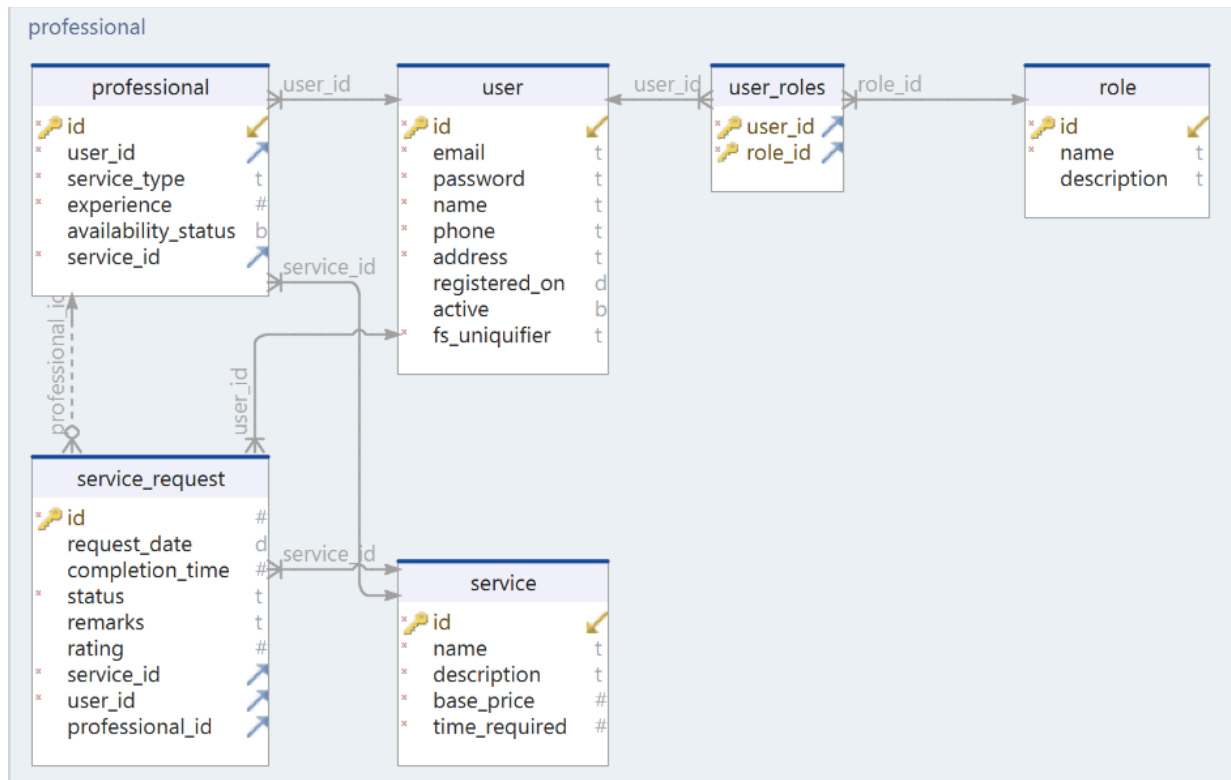 professional
professional
id
user_id
service_type t
experience #
availability_status b
service_id
user_id
user
id
email t
password t
name t
phone t
address t
registered_on d
active b
fs_uniquifier t
user_id
user_roles
user_id
role_id
role_id
role
id
name t
description t
service_id
professional_id
user_id
service_request
id #
request_date d
completion_time #
status t
remarks t
rating #
service_id
user_id
professional_id
service_id
service
id
name t
description t
base_price #
time_required #